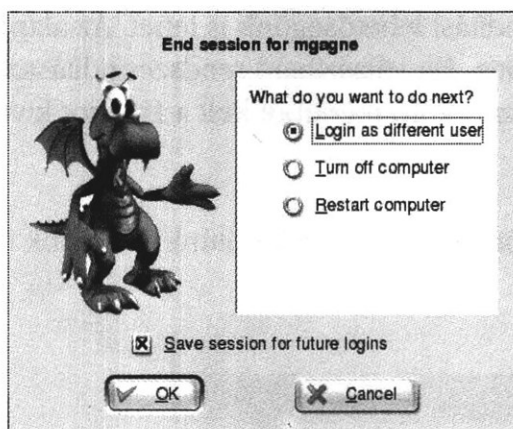 End session for mgagne
What do you want to do next?
Login as different user
Turn off computer
Restart computer
Save session for future logins
OK
Cancel